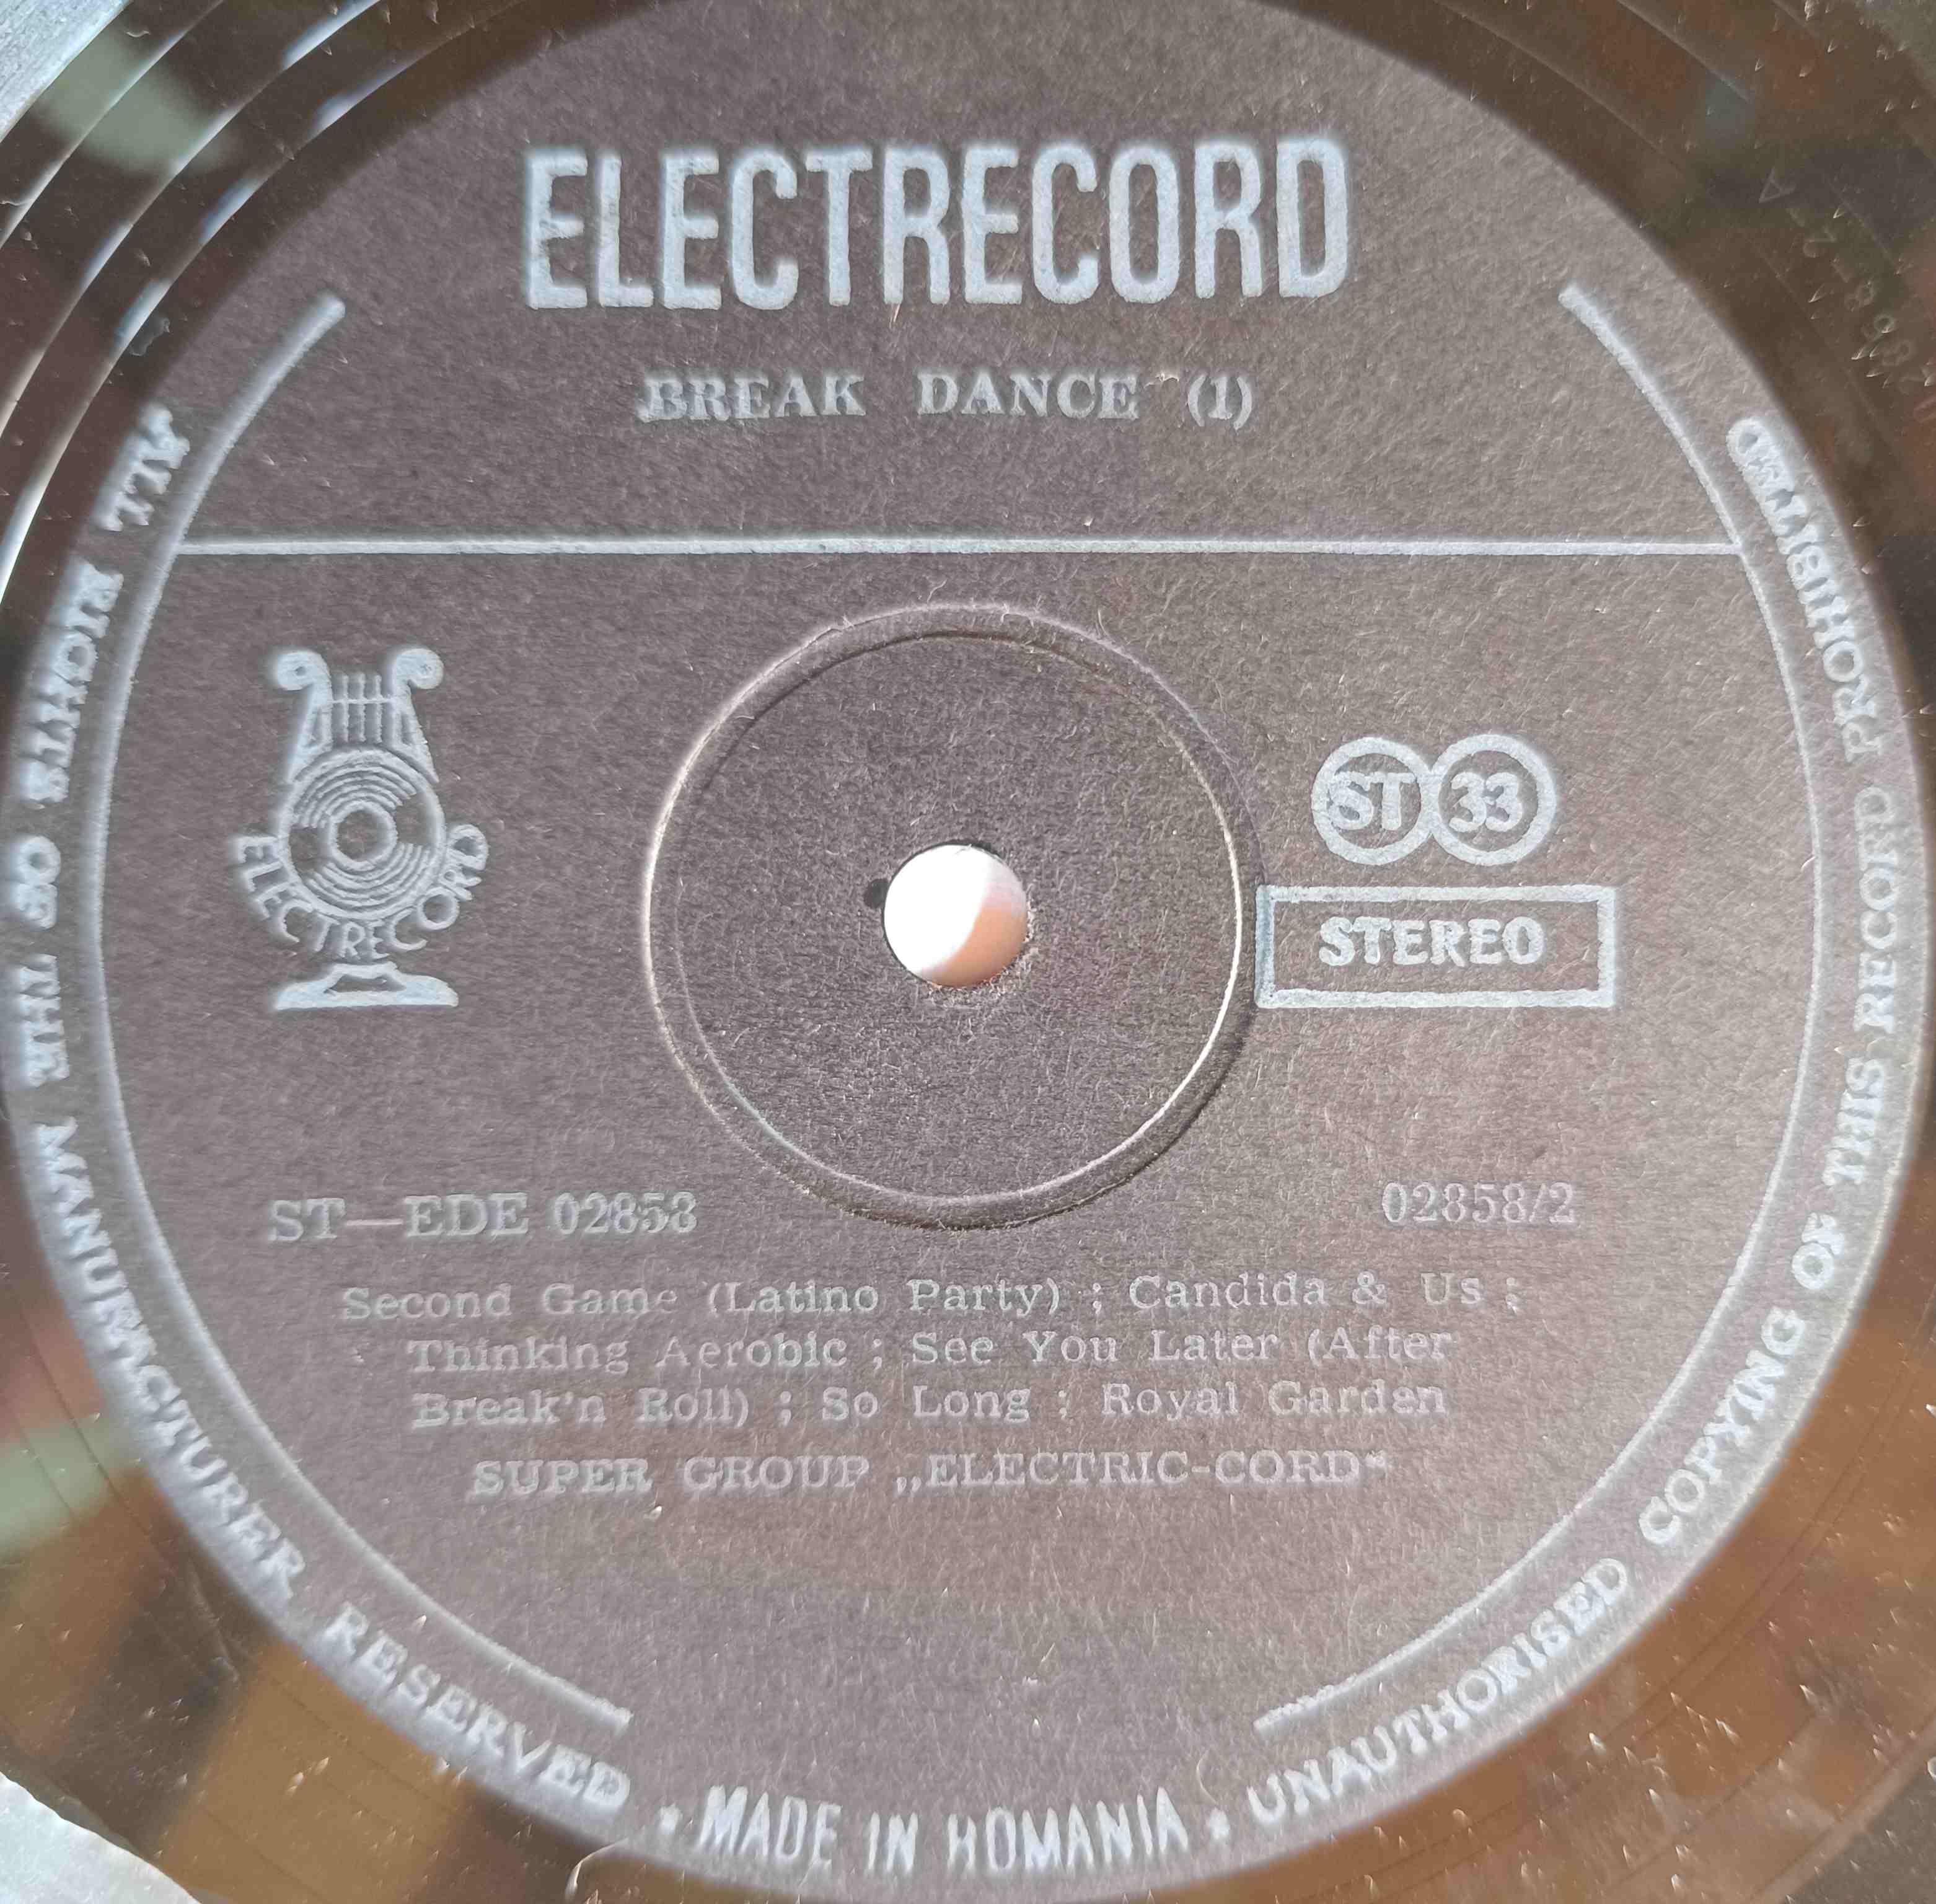 ELECTRECORD
BREAK DANCE (1)
ELECTRECORD
ST 33
STEREO
ST—EDE 02858
02858/2
Second Game (Latino Party) ; Candida & Us ;
Thinking Aerobic ; See You Later (After
Break'n Roll) ; So Long ; Royal Garden
SUPER GROUP „ELECTRIC-CORD“
ALL RIGHTS OF THE MANUFACTURER RESERVED • MADE IN ROMANIA • UNAUTHORISED COPYING OF THIS RECORD PROHIBITED